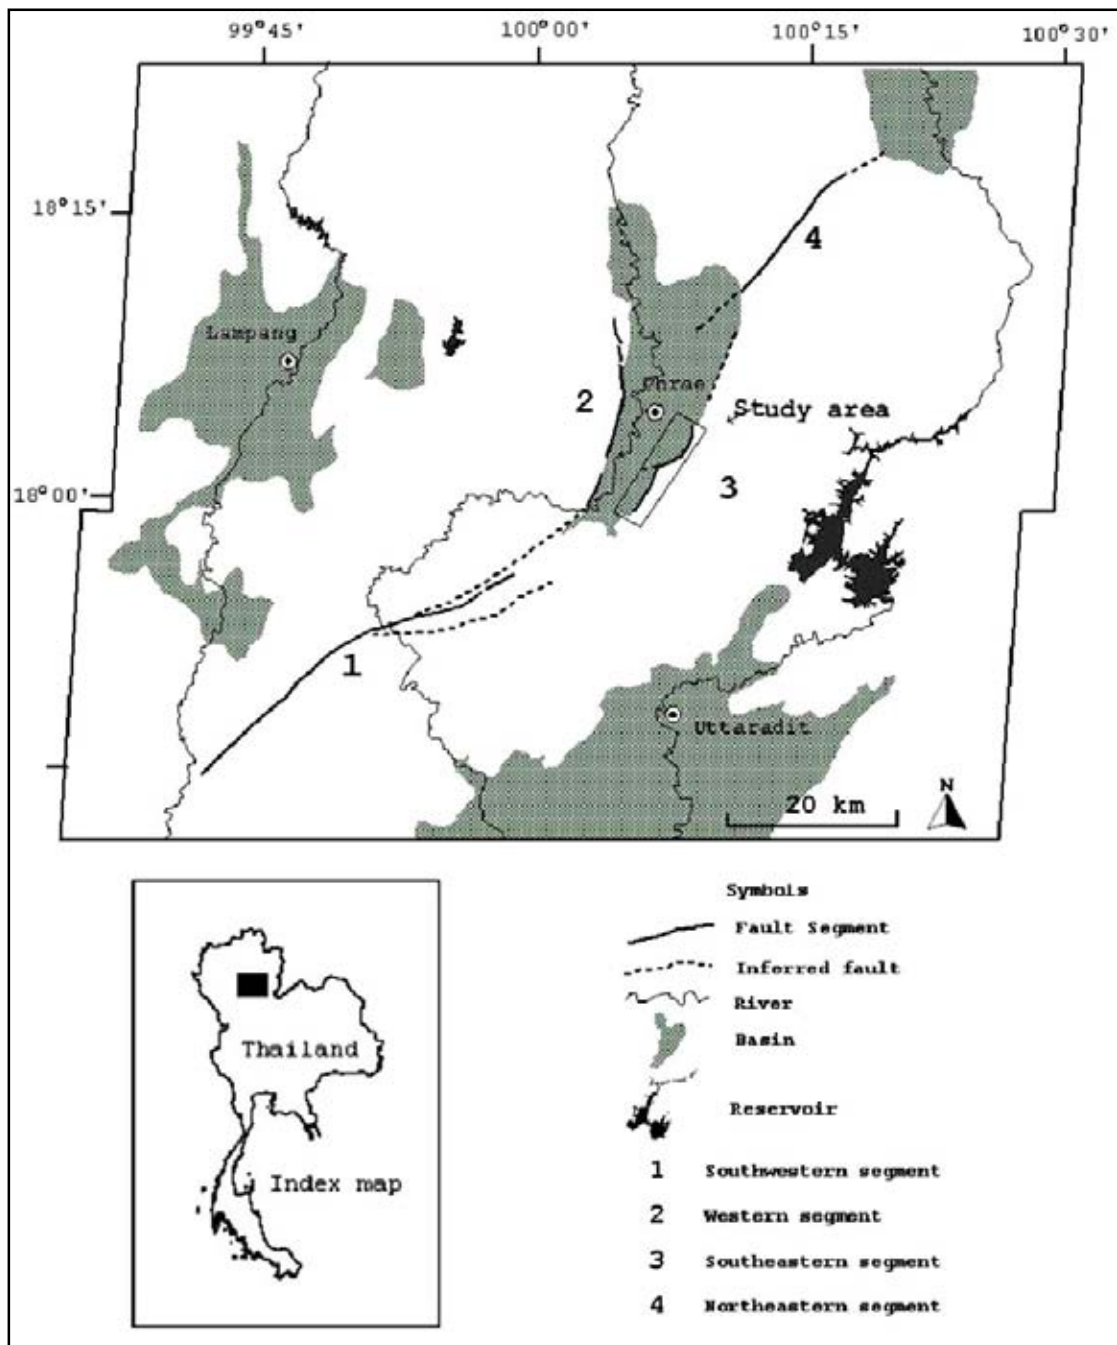 99°45' 100°00' 100°15' 100°30'
18°15'
4
Lampang
2
Phrae
Study area
18°00'
3
1
Uttaradit
20 km
N
Thailand
Index map
Symbols
Fault Segment
Inferred fault
River
Basin
Reservoir
1 Southwestern segment
2 Western segment
3 Southeastern segment
4 Northeastern segment